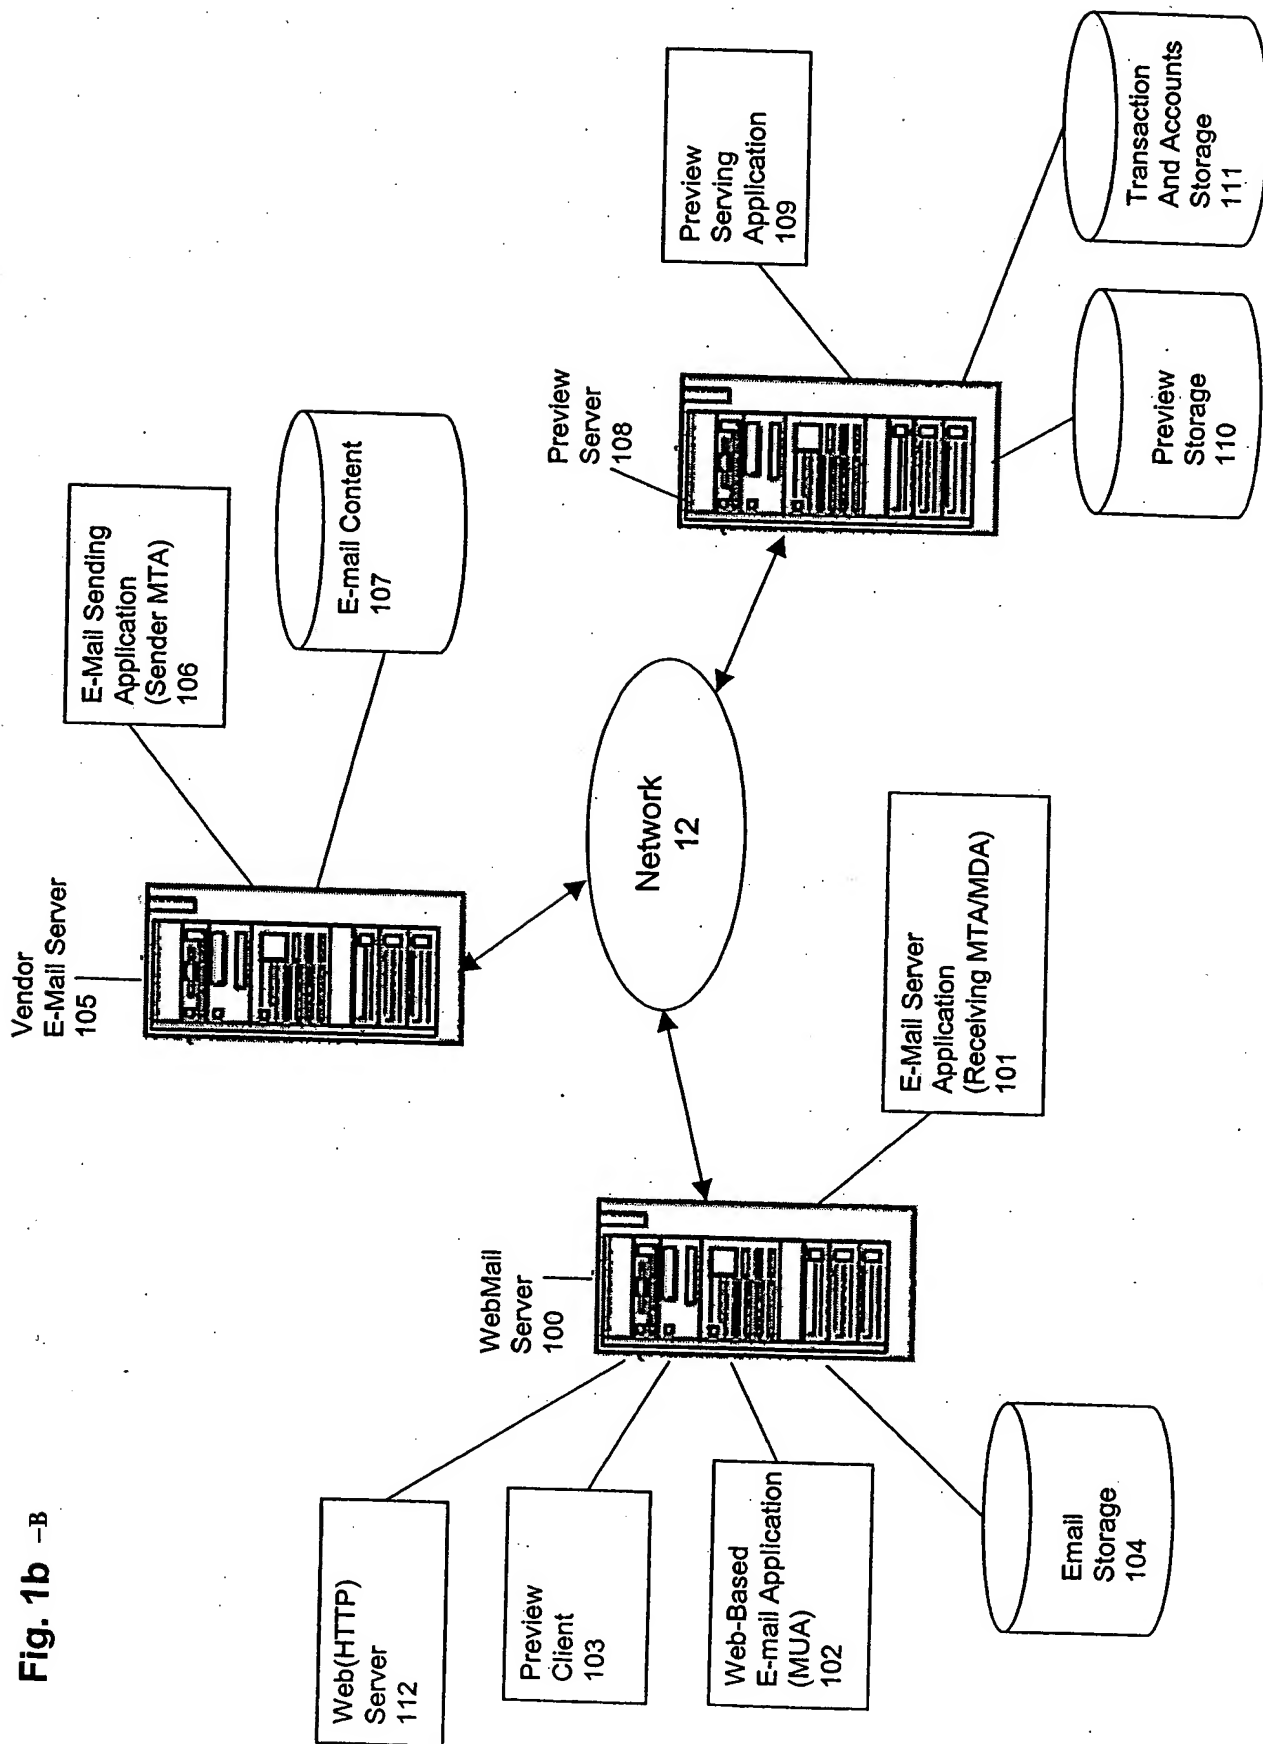 Fig. 1b –B
Web(HTTP)
Server
112
Preview
Client
103
Web-Based
E-mail Application
(MUA)
102
Email
Storage
104
WebMail
Server
100
E-Mail Server
Application
(Receiving MTA/MDA)
101
Vendor
E-Mail Server
105
E-Mail Sending
Application
(Sender MTA)
106
E-mail Content
107
Network
12
Preview
Server
108
Preview
Serving
Application
109
Preview
Storage
110
Transaction
And Accounts
Storage
111